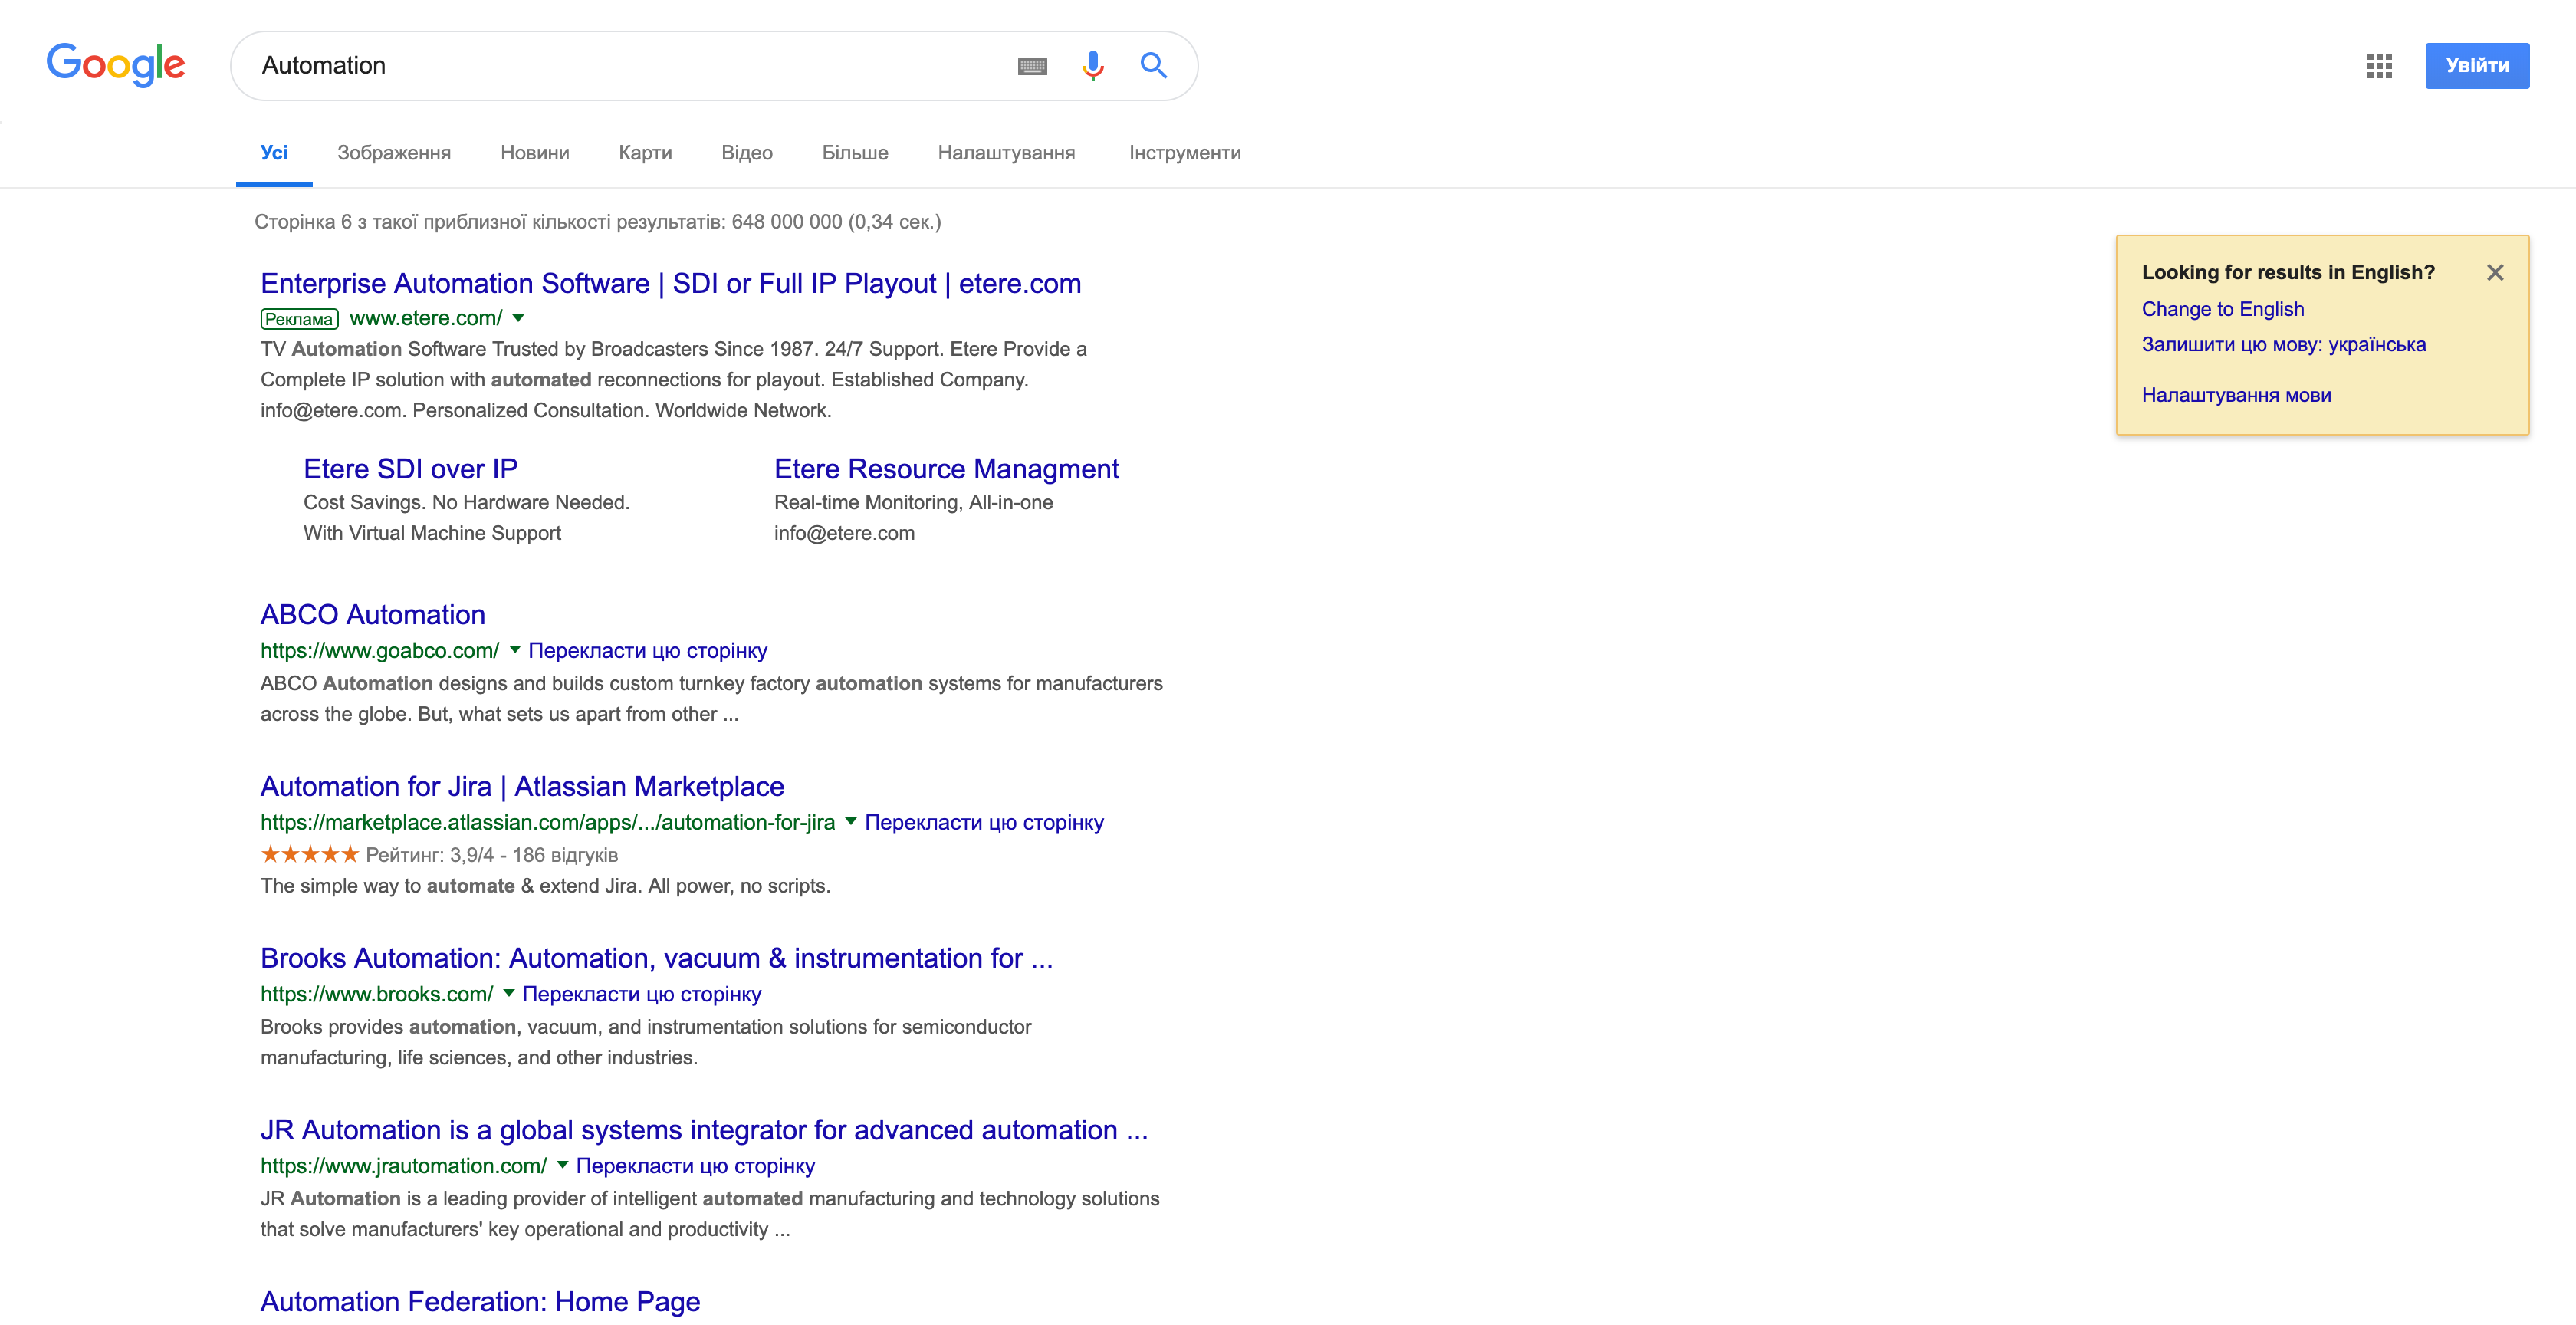 Google
Automation
Увійти
Усі Зображення Новини Карти Відео Більше Налаштування Інструменти
Сторінка 6 з такої приблизної кількості результатів: 648 000 000 (0,34 сек.)
Looking for results in English?
Change to English
Залишити цю мову: українська
Налаштування мови
Enterprise Automation Software | SDI or Full IP Playout | etere.com
Реклама www.etere.com/
TV Automation Software Trusted by Broadcasters Since 1987. 24/7 Support. Etere Provide a
Complete IP solution with automated reconnections for playout. Established Company.
info@etere.com. Personalized Consultation. Worldwide Network.
Etere SDI over IP
Cost Savings. No Hardware Needed.
With Virtual Machine Support
Etere Resource Managment
Real-time Monitoring, All-in-one
info@etere.com
ABCO Automation
https://www.goabco.com/ Перекласти цю сторінку
ABCO Automation designs and builds custom turnkey factory automation systems for manufacturers
across the globe. But, what sets us apart from other ...
Automation for Jira | Atlassian Marketplace
https://marketplace.atlassian.com/apps/.../automation-for-jira Перекласти цю сторінку
Рейтинг: 3,9/4 - 186 відгуків
The simple way to automate & extend Jira. All power, no scripts.
Brooks Automation: Automation, vacuum & instrumentation for ...
https://www.brooks.com/ Перекласти цю сторінку
Brooks provides automation, vacuum, and instrumentation solutions for semiconductor
manufacturing, life sciences, and other industries.
JR Automation is a global systems integrator for advanced automation ...
https://www.jrautomation.com/ Перекласти цю сторінку
JR Automation is a leading provider of intelligent automated manufacturing and technology solutions
that solve manufacturers' key operational and productivity ...
Automation Federation: Home Page